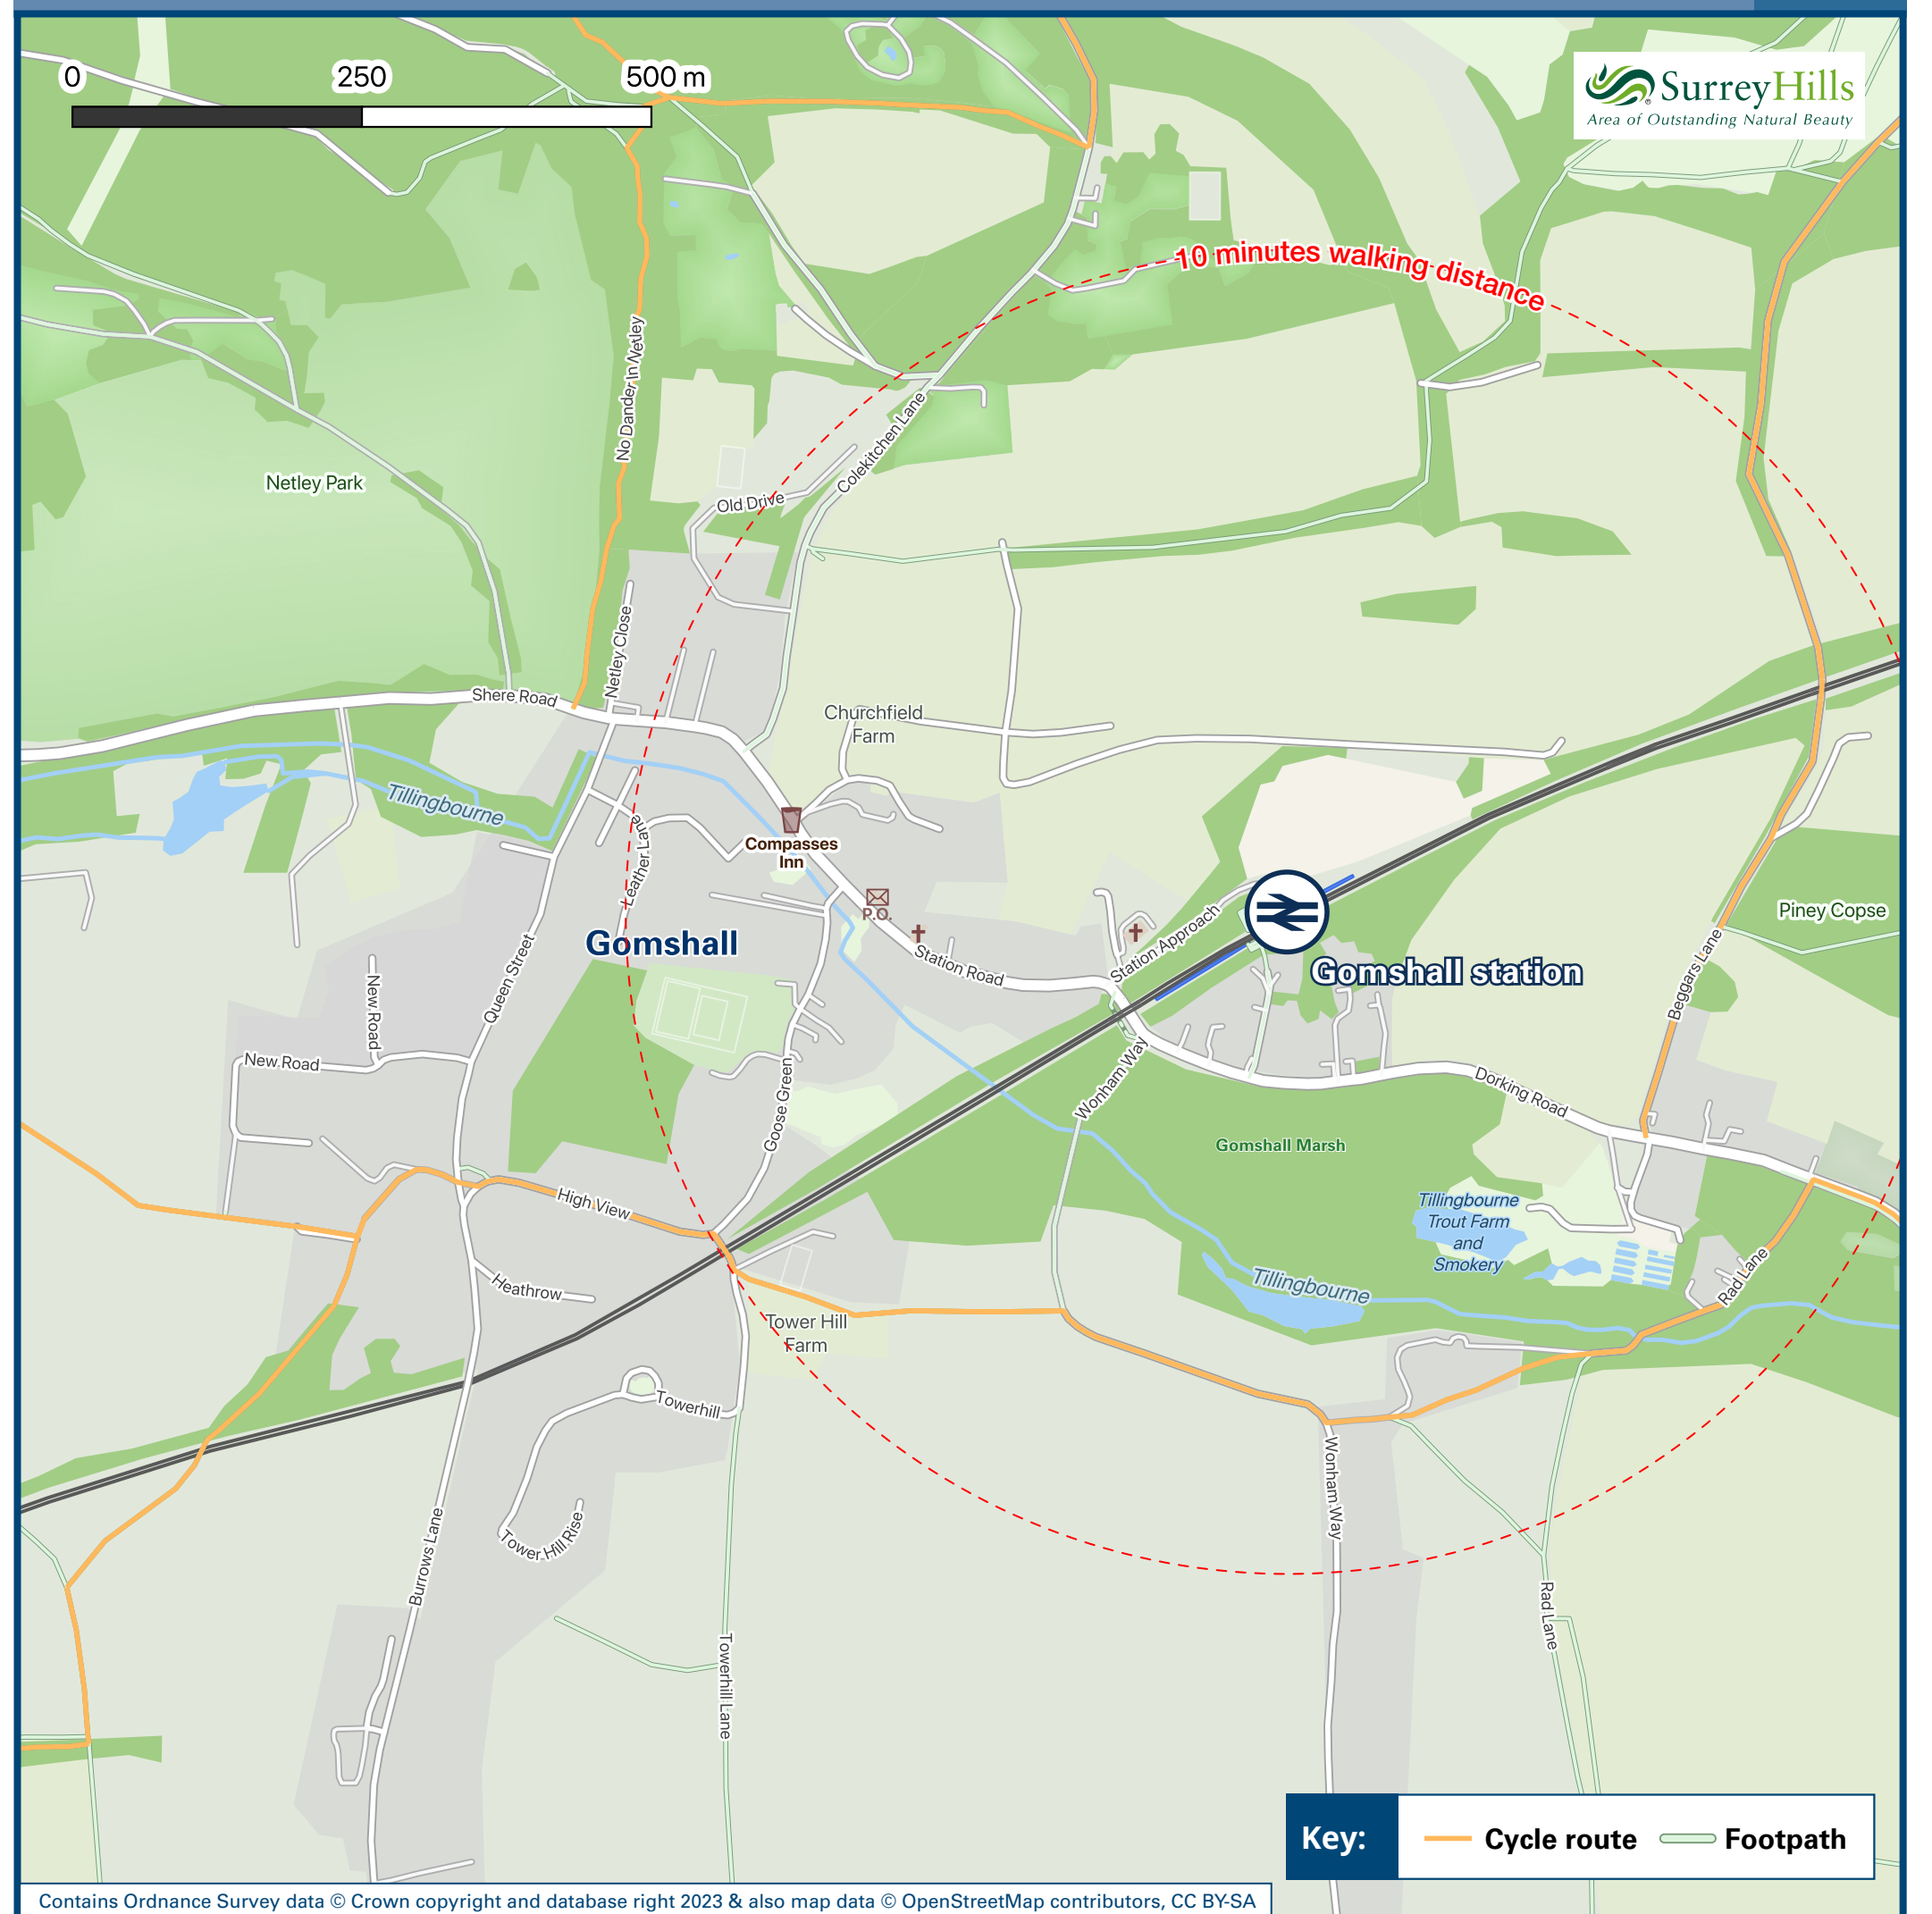 0 250 500 m
SurreyHills
®
Area of Outstanding Natural Beauty
10 minutes walking distance
No Dander In Netley
Colekitchen Lane
Netley Park
Old Drive
Netley Close
Shere Road
Churchfield
Farm
Tillingbourne
Leather Lane
Compasses
Inn
P.O.
Gomshall
Station Road
Station Approach
Gomshall station
Piney Copse
Beggars Lane
Queen Street
New Road
New Road
Goose Green
Wonham Way
Dorking Road
Gomshall Marsh
High View
Tillingbourne
Trout Farm
and
Smokery
Tillingbourne
Rad Lane
Heathrow
Tower Hill
Farm
Towerhill
Wonham Way
Tower Hill Rise
Burrows Lane
Rad Lane
Towerhill Lane
Key: Cycle route Footpath
Contains Ordnance Survey data © Crown copyright and database right 2023 & also map data © OpenStreetMap contributors, CC BY-SA